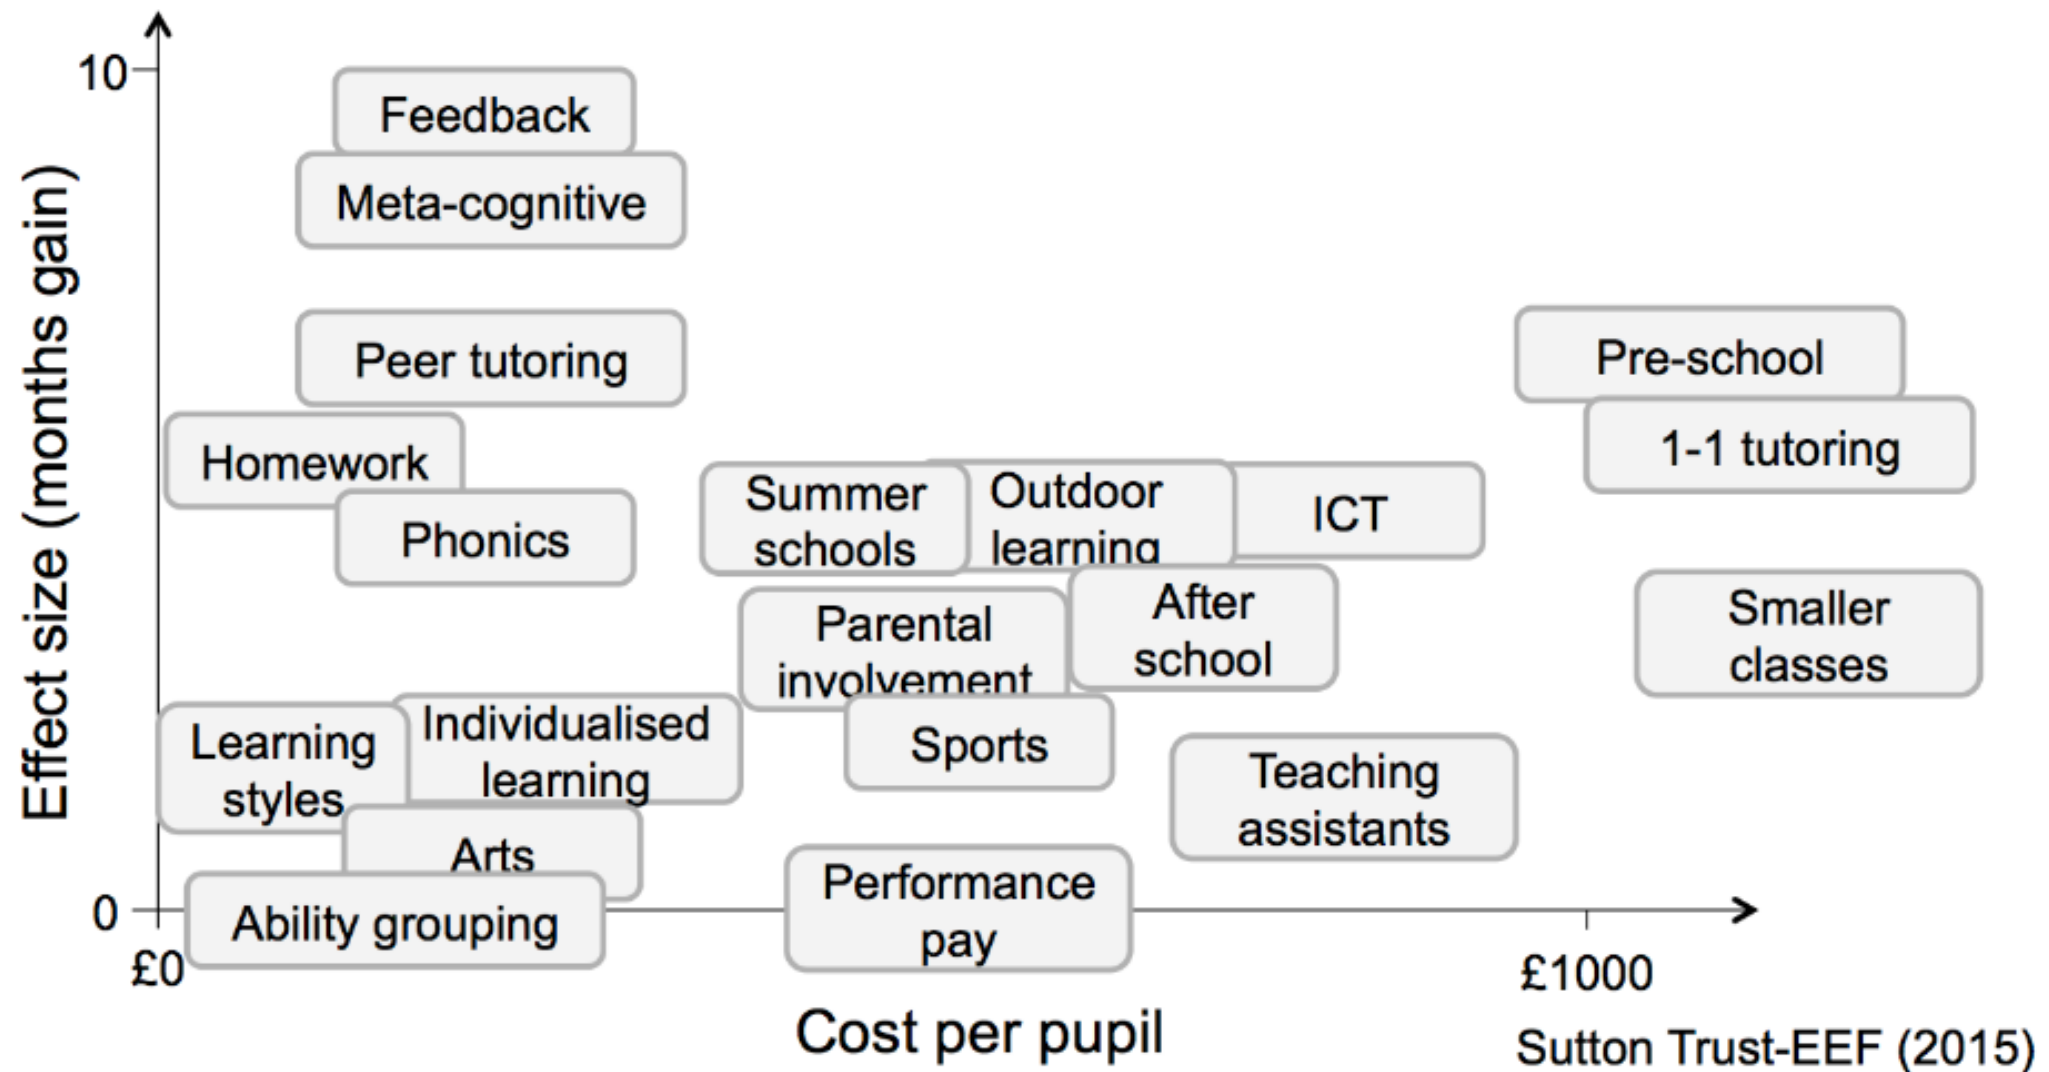 10
Feedback
Meta-cognitive
Peer tutoring
Pre-school
Homework
1-1 tutoring
Phonics
Summer
schools
Outdoor
learning
ICT
Parental
involvement
After
school
Smaller
classes
Learning
styles
Individualised
learning
Sports
Teaching
assistants
Arts
Performance
pay
Ability grouping
0
£0
£1000
Effect size (months gain)
Cost per pupil
Sutton Trust-EEF (2015)